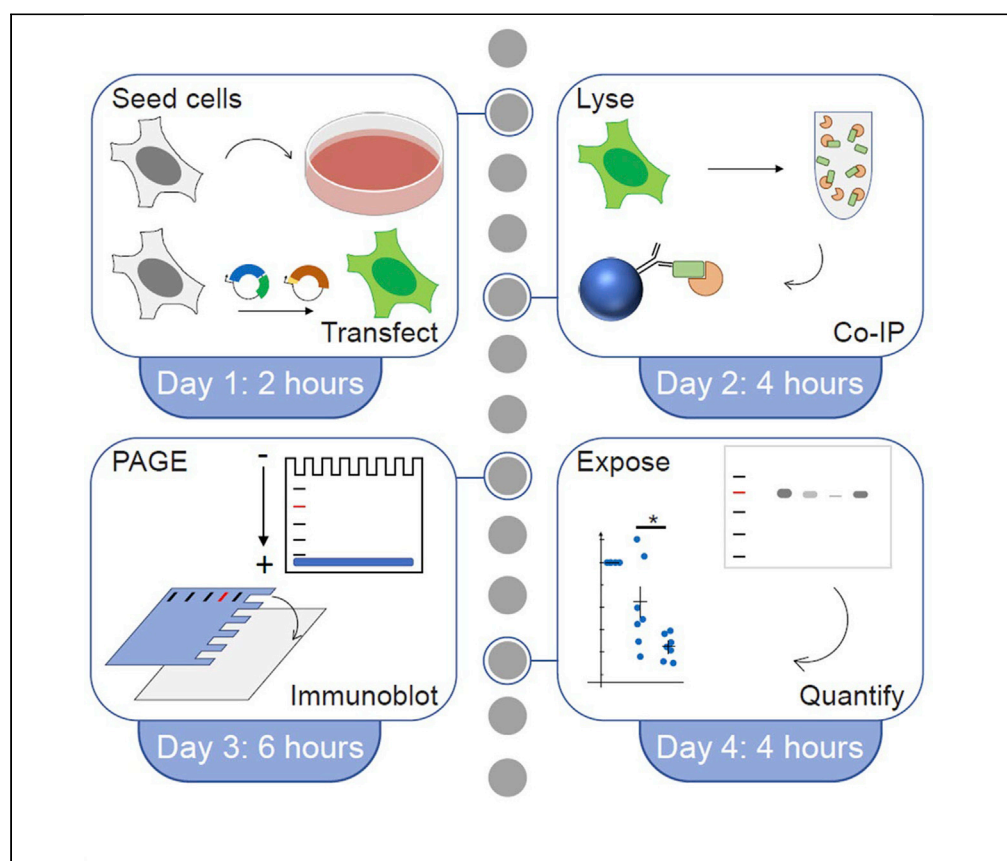 Seed cells
Transfect
Day 1: 2 hours
Lyse
Co-IP
Day 2: 4 hours
PAGE
-
+
Immunoblot
Day 3: 6 hours
Expose
*
Quantify
Day 4: 4 hours